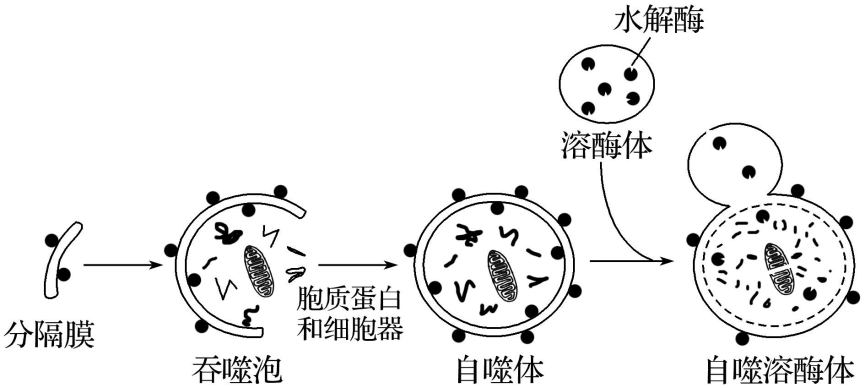 水解酶
溶酶体
分隔膜
吞噬泡
胞质蛋白
和细胞器
自噬体
自噬溶酶体